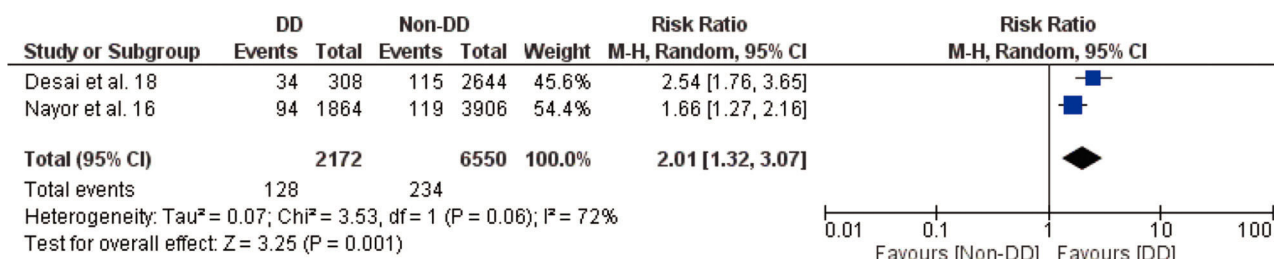 DD Non-DD Risk Ratio Risk Ratio
Study or Subgroup Events Total Events Total Weight M-H, Random, 95% CI M-H, Random, 95% CI
Desai et al. 18 34 308 115 2644 45.6% 2.54 [1.76, 3.65]
Nayor et al. 16 94 1864 119 3906 54.4% 1.66 [1.27, 2.16]
Total (95% CI) 2172 6550 100.0% 2.01 [1.32, 3.07]
Total events 128 234
Heterogeneity: Tau² = 0.07; Chi² = 3.53, df = 1 (P = 0.06); I² = 72%
Test for overall effect: Z = 3.25 (P = 0.001)
0.01 0.1 1 10 100
Favours [Non-DD] Favours [DD]